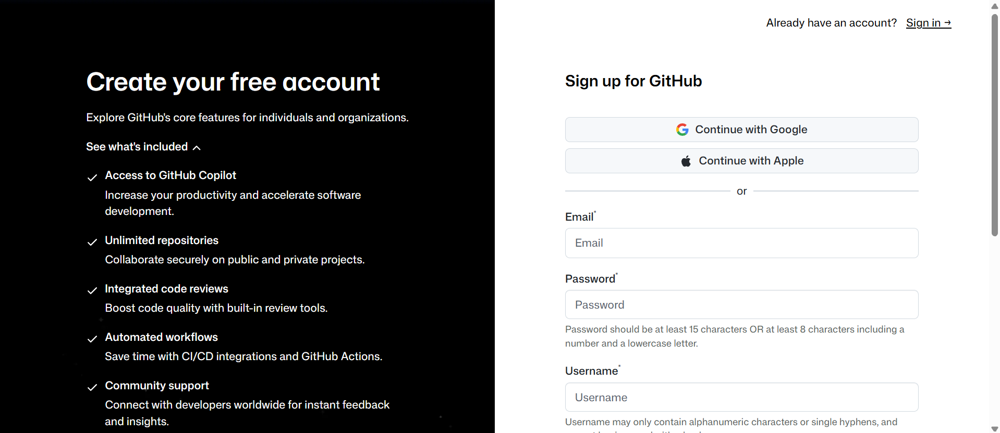 Already have an account? Sign in →
Create your free account
Explore GitHub's core features for individuals and organizations.
See what's included
Access to GitHub Copilot
Increase your productivity and accelerate software
development.
Unlimited repositories
Collaborate securely on public and private projects.
Integrated code reviews
Boost code quality with built-in review tools.
Automated workflows
Save time with CI/CD integrations and GitHub Actions.
Community support
Connect with developers worldwide for instant feedback
and insights.
Sign up for GitHub
Continue with Google
Continue with Apple
or
Email*
Email
Password*
Password
Password should be at least 15 characters OR at least 8 characters including a
number and a lowercase letter.
Username*
Username
Username may only contain alphanumeric characters or single hyphens, and